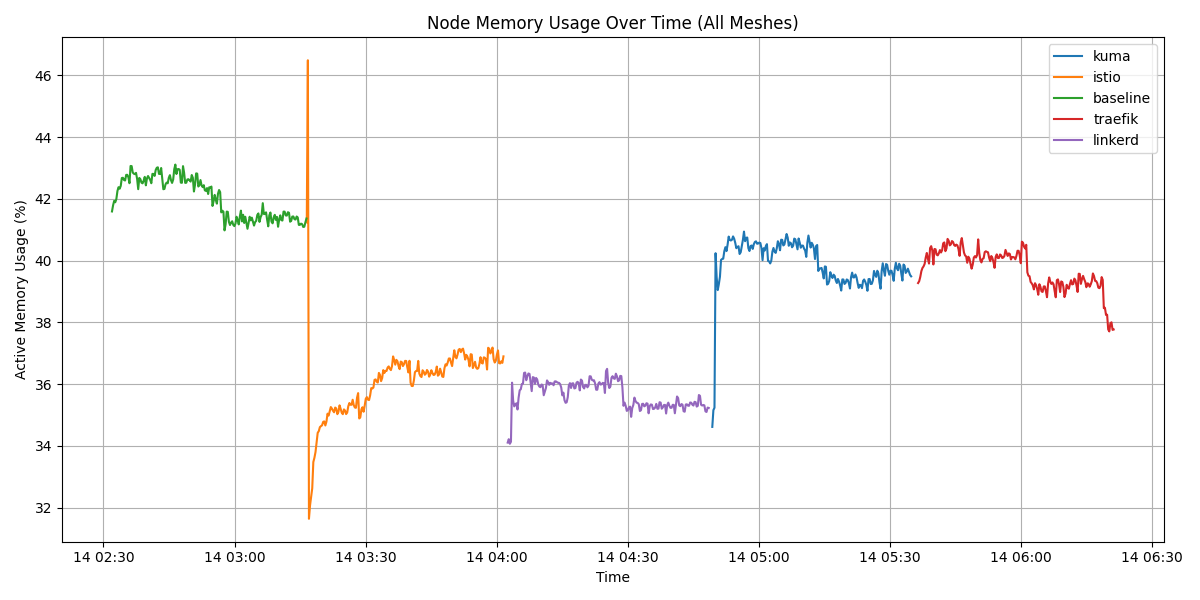 Node Memory Usage Over Time (All Meshes)
Active Memory Usage (%)
46
44
42
40
38
36
34
32
kuma
istio
baseline
traefik
linkerd
14 02:30 14 03:00 14 03:30 14 04:00 14 04:30 14 05:00 14 05:30 14 06:00 14 06:30
Time